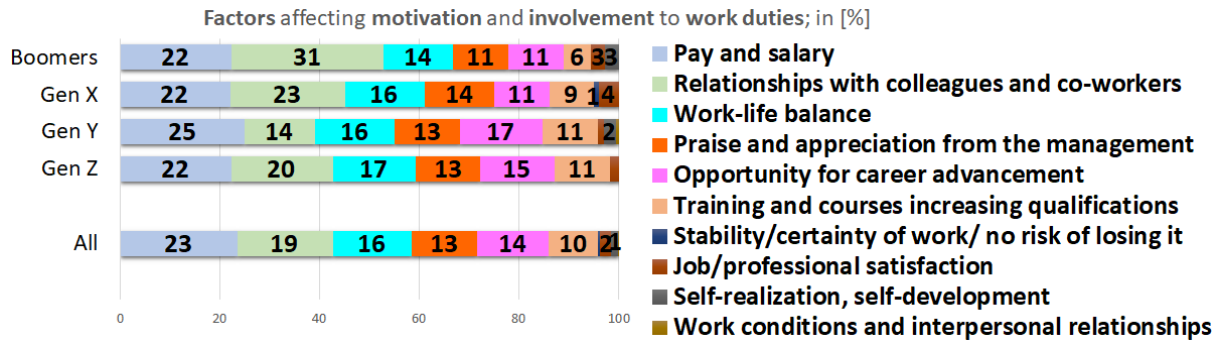 Factors affecting motivation and involvement to work duties; in [%]
Boomers 22 31 14 11 11 6 3 3
Gen X 22 23 16 14 11 9 1 4
Gen Y 25 14 16 13 17 11 2
Gen Z 22 20 17 13 15 11
All 23 19 16 13 14 10 2 1
0 20 40 60 80 100
Pay and salary
Relationships with colleagues and co-workers
Work-life balance
Praise and appreciation from the management
Opportunity for career advancement
Training and courses increasing qualifications
Stability/certainty of work/ no risk of losing it
Job/professional satisfaction
Self-realization, self-development
Work conditions and interpersonal relationships